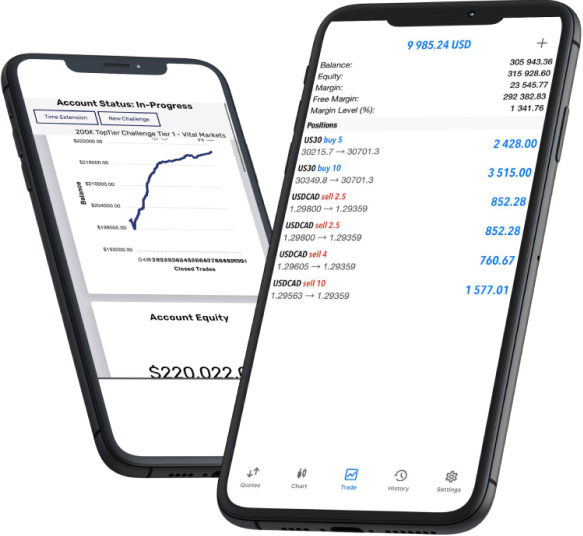 Account Status: In-Progress
Time Extension
New Challenge
200K TopTier Challenge Tier 1 - Vital Markets
$222000.00
$216000.00
$210000.00
$204000.00
$198000.00
$192000.00
Balance
Closed Trades
Account Equity
$220,022.
9 985.24 USD
+
Balance: 305 943.36
Equity: 315 928.60
Margin: 23 545.77
Free Margin: 292 382.83
Margin Level (%): 1 341.76
Positions
US30 buy 5
30215.7 → 30701.3
2 428.00
US30 buy 10
30349.8 → 30701.3
3 515.00
USDCAD sell 2.5
1.29800 → 1.29359
852.28
USDCAD sell 2.5
1.29800 → 1.29359
852.28
USDCAD sell 4
1.29605 → 1.29359
760.67
USDCAD sell 10
1.29563 → 1.29359
1 577.01
Quotes
Chart
Trade
History
Settings